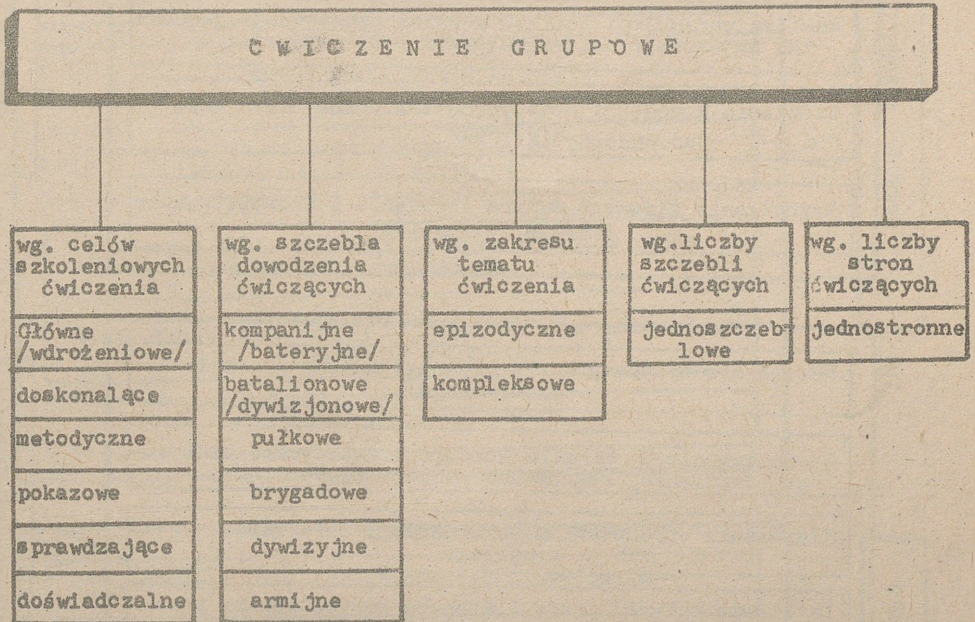 ĆWICZENIE GRUPOWE
wg. celów
szkoleniowych
ćwiczenia
Główne
/wdrożeniowe/
doskonalące
metodyczne
pokazowe
sprawdzające
doświadczalne
wg. szczebla
dowodzenia
ćwiczących
kompanijne
/bateryjne/
batalionowe
/dywizjonowe/
pułkowe
brygadowe
dywizyjne
armijne
wg. zakresu
tematu
ćwiczenia
epizodyczne
kompleksowe
wg.liczby
szczebli
ćwiczących
jednoszczeb-
lowe
wg. liczby
stron
ćwiczących
jednostronne